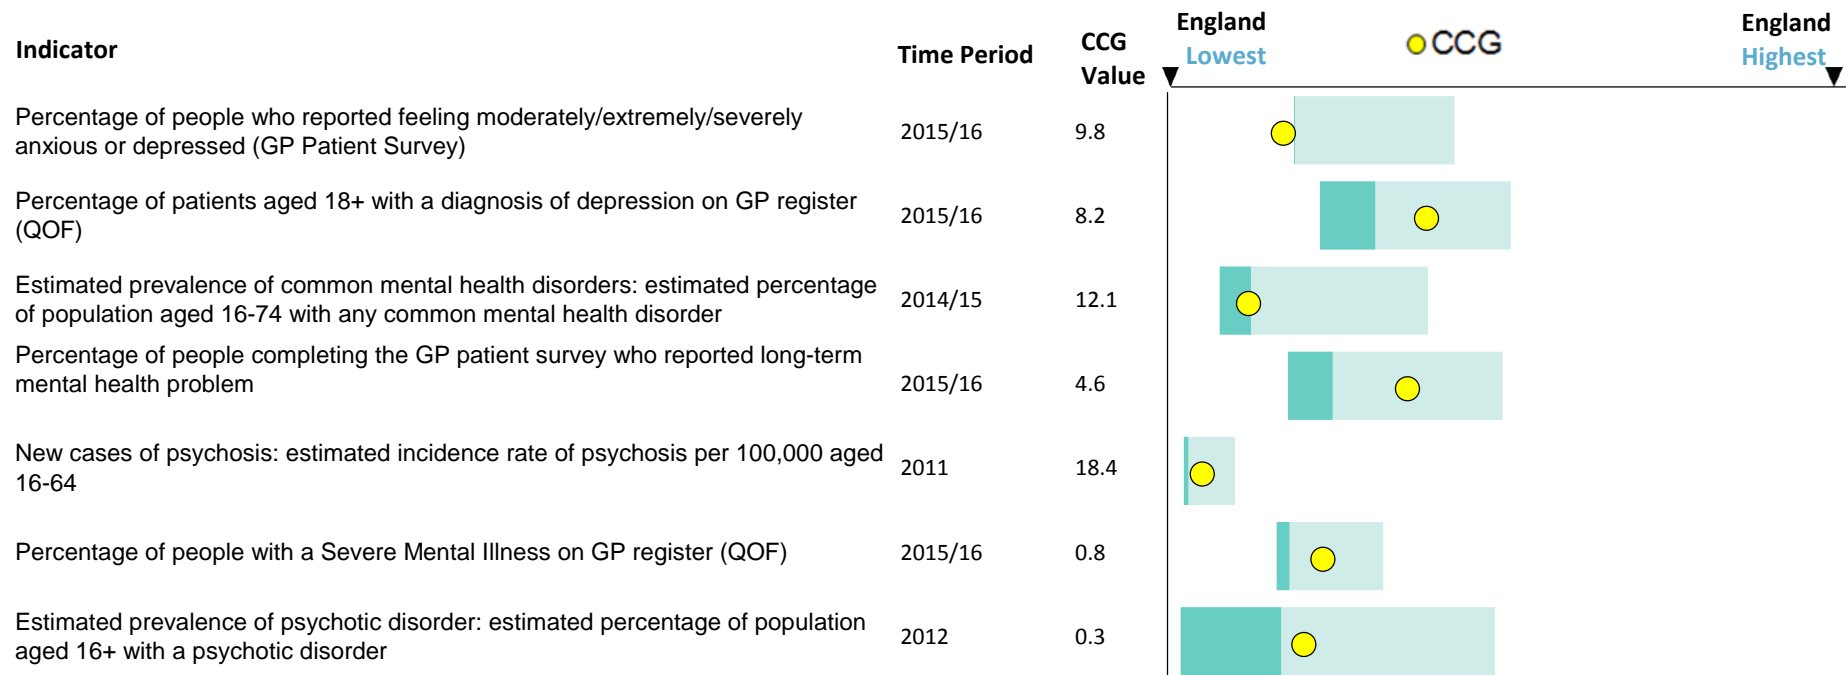 Indicator
Time Period
CCG
Value
England
Lowest
CCG
England
Highest
Percentage of people who reported feeling moderately/extremely/severely
anxious or depressed (GP Patient Survey)
2015/16
9.8
Percentage of patients aged 18+ with a diagnosis of depression on GP register
(QOF)
2015/16
8.2
Estimated prevalence of common mental health disorders: estimated percentage
of population aged 16-74 with any common mental health disorder
2014/15
12.1
Percentage of people completing the GP patient survey who reported long-term
mental health problem
2015/16
4.6
New cases of psychosis: estimated incidence rate of psychosis per 100,000 aged
16-64
2011
18.4
Percentage of people with a Severe Mental Illness on GP register (QOF)
2015/16
0.8
Estimated prevalence of psychotic disorder: estimated percentage of population
aged 16+ with a psychotic disorder
2012
0.3